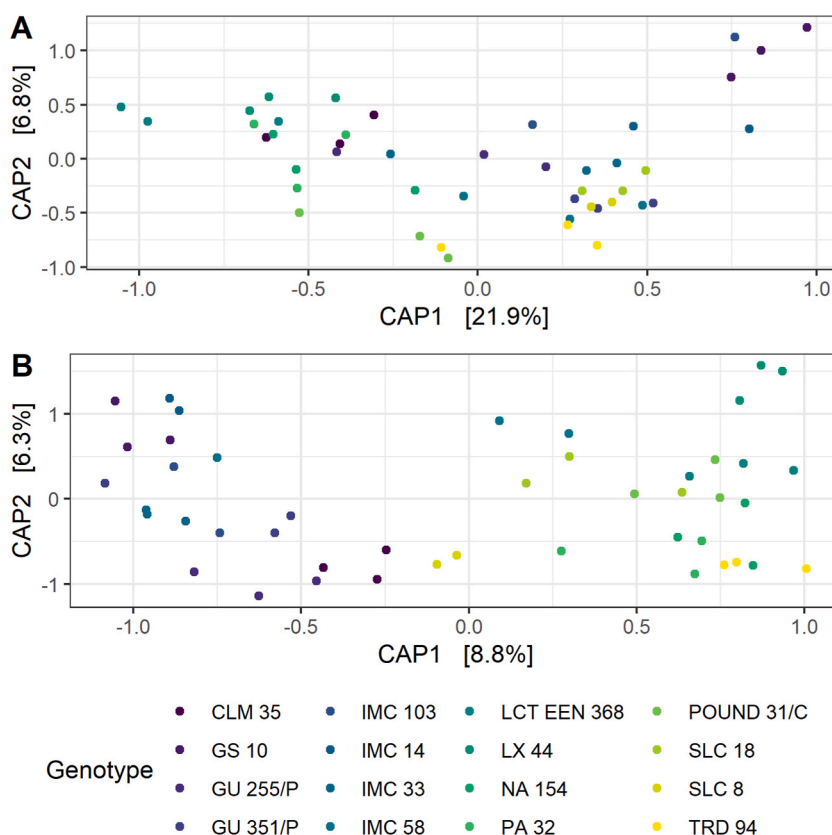 A
1.0
0.5
0.0
-0.5
-1.0
CAP2 [6.8%]
-1.0 -0.5 0.0 0.5 1.0
CAP1 [21.9%]
B
1
0
-1
CAP2 [6.3%]
-1.0 -0.5 0.0 0.5 1.0
CAP1 [8.8%]
Genotype
CLM 35 IMC 103 LCT EEN 368 POUND 31/C
GS 10 IMC 14 LX 44 SLC 18
GU 255/P IMC 33 NA 154 SLC 8
GU 351/P IMC 58 PA 32 TRD 94